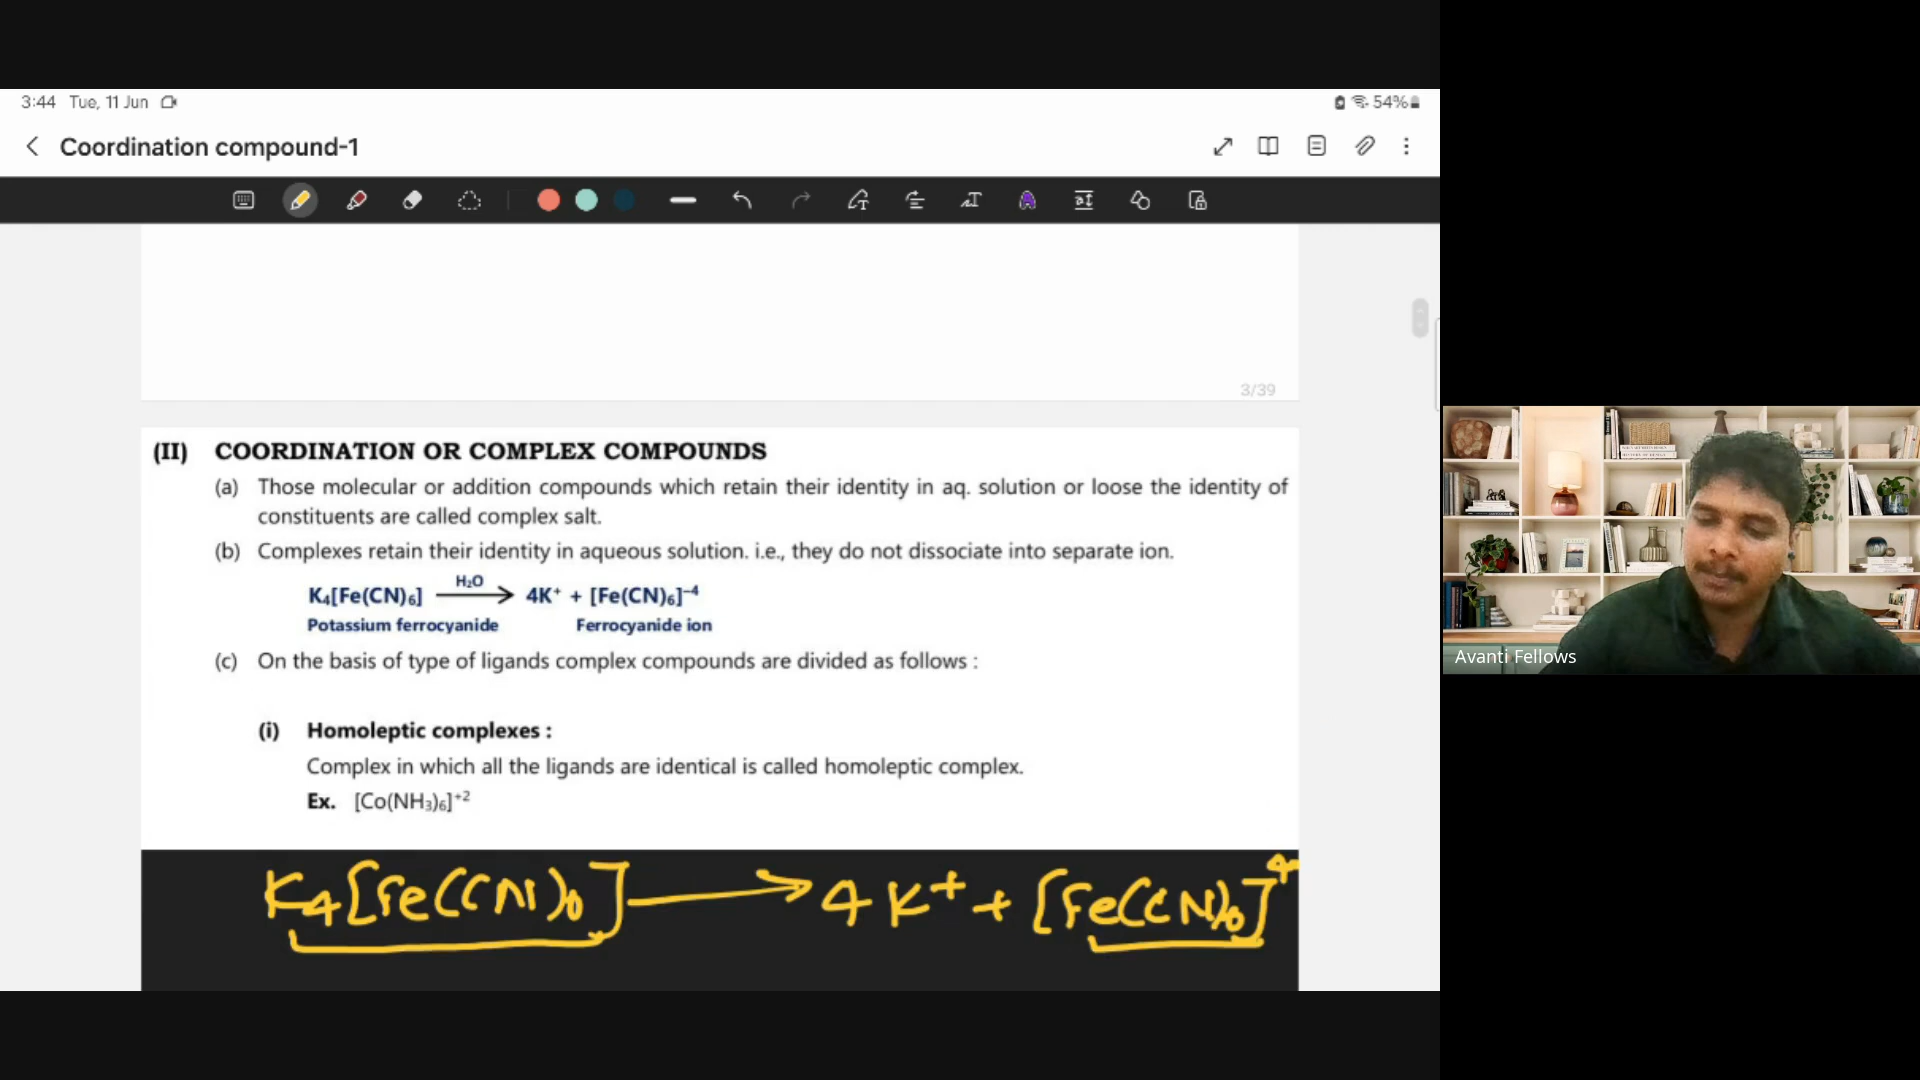 3:44 Tue, 11 Jun
54%
Coordination compound-1
3/39
(II) COORDINATION OR COMPLEX COMPOUNDS
(a) Those molecular or addition compounds which retain their identity in aq. solution or loose the identity of
constituents are called complex salt.
(b) Complexes retain their identity in aqueous solution. i.e., they do not dissociate into separate ion.
K₄[Fe(CN)₆] —H₂O→ 4K⁺ + [Fe(CN)₆]⁻⁴
Potassium ferrocyanide Ferrocyanide ion
(c) On the basis of type of ligands complex compounds are divided as follows :
(i) Homoleptic complexes :
Complex in which all the ligands are identical is called homoleptic complex.
Ex. [Co(NH₃)₆]⁺²
K₄[Fe(CN)₆] → 4K⁺ + [Fe(CN)₆]
Avanti Fellows